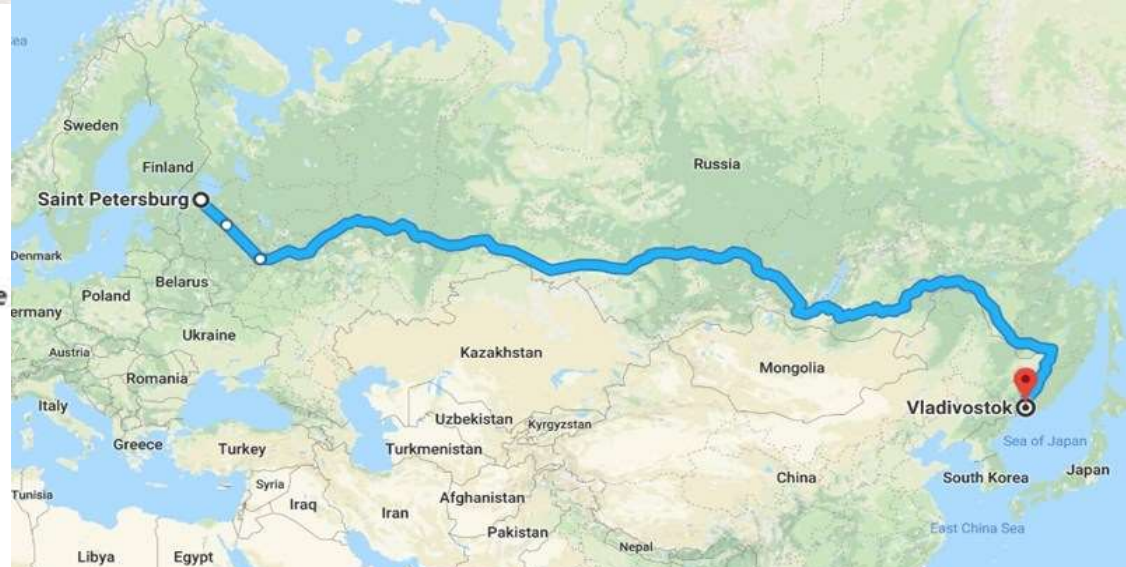 ea
Sweden
Finland
Russia
Saint Petersburg
Denmark
Belarus
e
ermany
Poland
Ukraine
Austria
Kazakhstan
Mongolia
Romania
Italy
Vladivostok
Uzbekistan
Kyrgyzstan
Greece
Turkey
Turkmenistan
Sea of Japan
Japan
Syria
China
South Korea
Tunisia
Iraq
Iran
Afghanistan
Pakistan
East China Sea
Nepal
Libya
Egypt